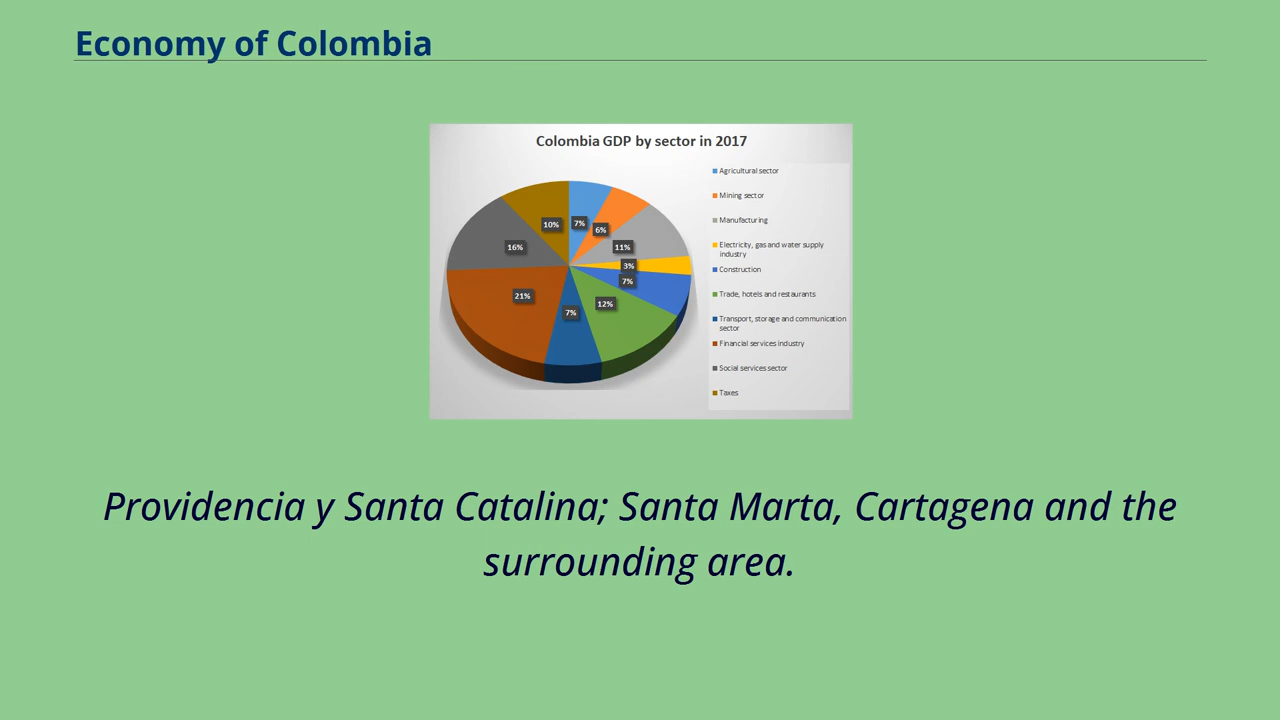 Economy of Colombia
Colombia GDP by sector in 2017
Agricultural sector
Mining sector
Manufacturing
Electricity, gas and water supply
industry
Construction
Trade, hotels and restaurants
Transport, storage and communication
sector
Financial services industry
Social services sector
Taxes
10%
7%
6%
11%
16%
3%
7%
21%
12%
7%
Providencia y Santa Catalina; Santa Marta, Cartagena and the
surrounding area.